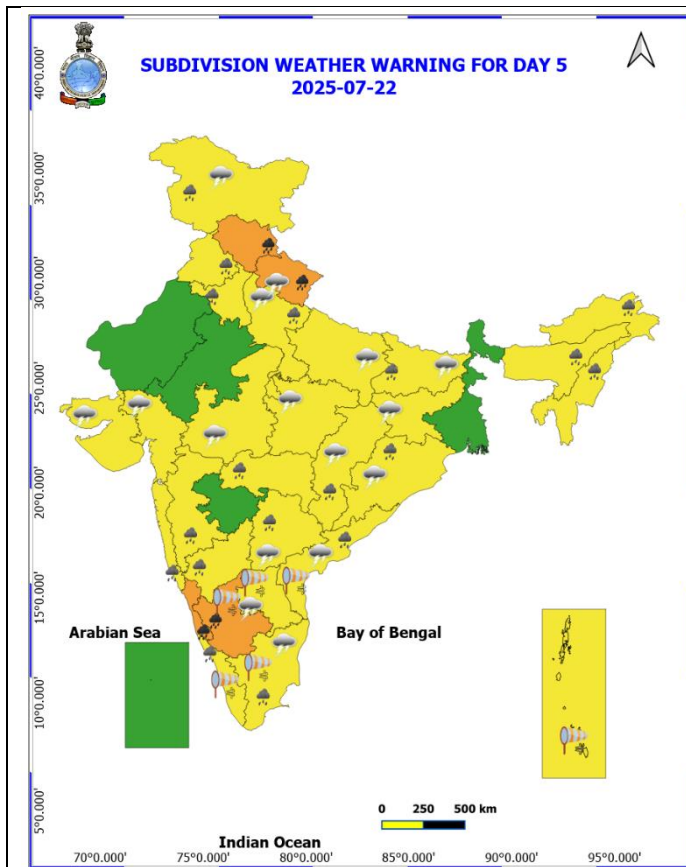 SUBDIVISION WEATHER WARNING FOR DAY 5
2025-07-22
40°0.000'
35°0.000'
30°0.000'
25°0.000'
20°0.000'
15°0.000'
10°0.000'
5°0.000'
Arabian Sea
Bay of Bengal
0 250 500 km
Indian Ocean
70°0.000' 75°0.000' 80°0.000' 85°0.000' 90°0.000' 95°0.000'